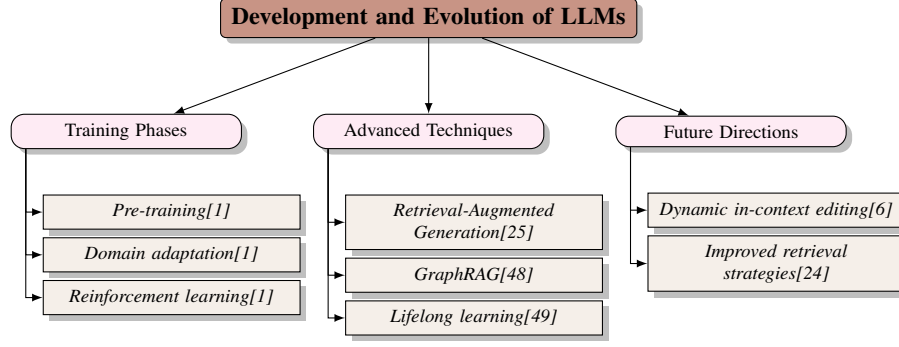 Development and Evolution of LLMs
Training Phases
Pre-training[1]
Domain adaptation[1]
Reinforcement learning[1]
Advanced Techniques
Retrieval-Augmented
Generation[25]
GraphRAG[48]
Lifelong learning[49]
Future Directions
Dynamic in-context editing[6]
Improved retrieval
strategies[24]